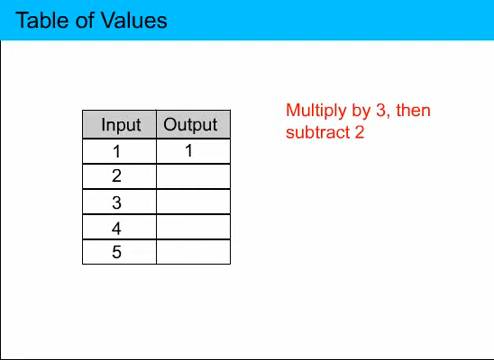 Table of Values
Multiply by 3, then
subtract 2
Input Output
1 1
2
3
4
5